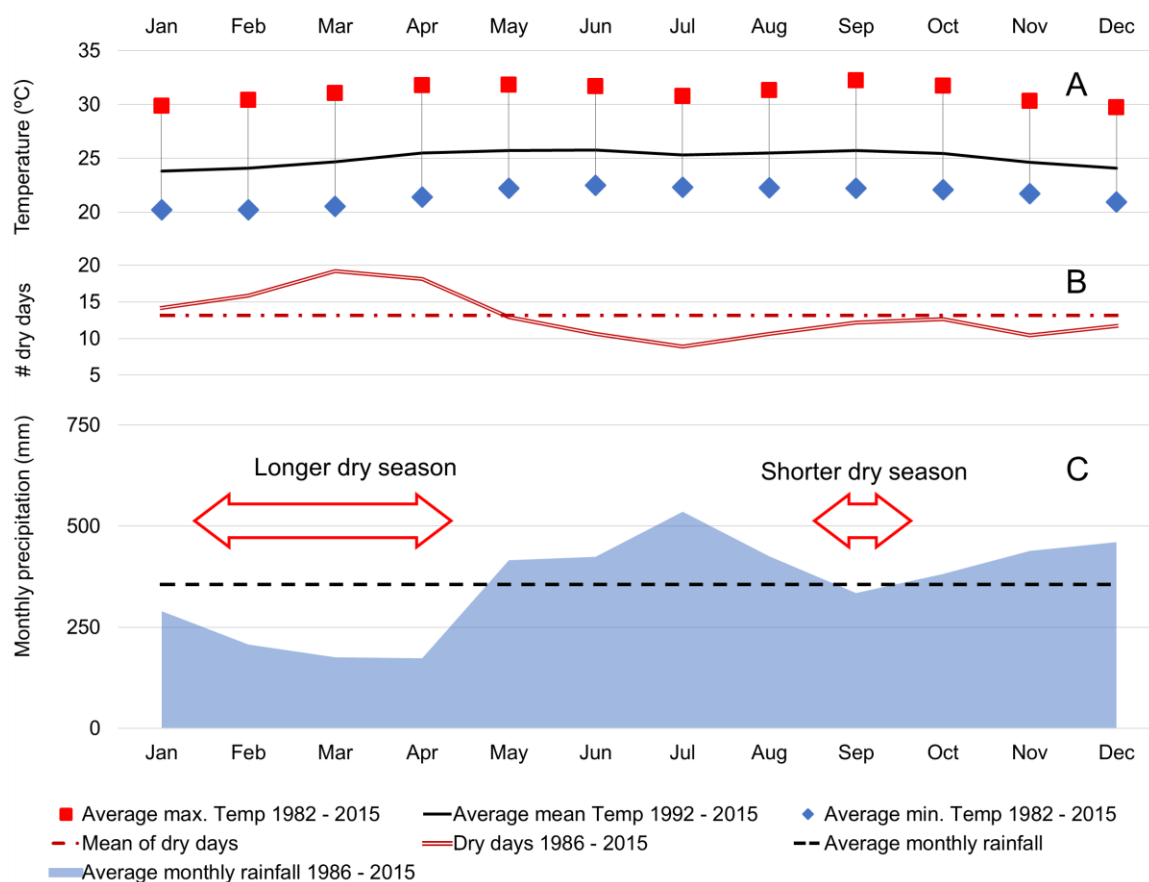 Jan Feb Mar Apr May Jun Jul Aug Sep Oct Nov Dec
Temperature (ºC)
35
30
25
20
A
# dry days
20
15
10
5
B
Monthly precipitation (mm)
750
500
250
0
C
Longer dry season
Shorter dry season
Jan Feb Mar Apr May Jun Jul Aug Sep Oct Nov Dec
Average max. Temp 1982 - 2015
Average mean Temp 1992 - 2015
Average min. Temp 1982 - 2015
Mean of dry days
Dry days 1986 - 2015
Average monthly rainfall
Average monthly rainfall 1986 - 2015